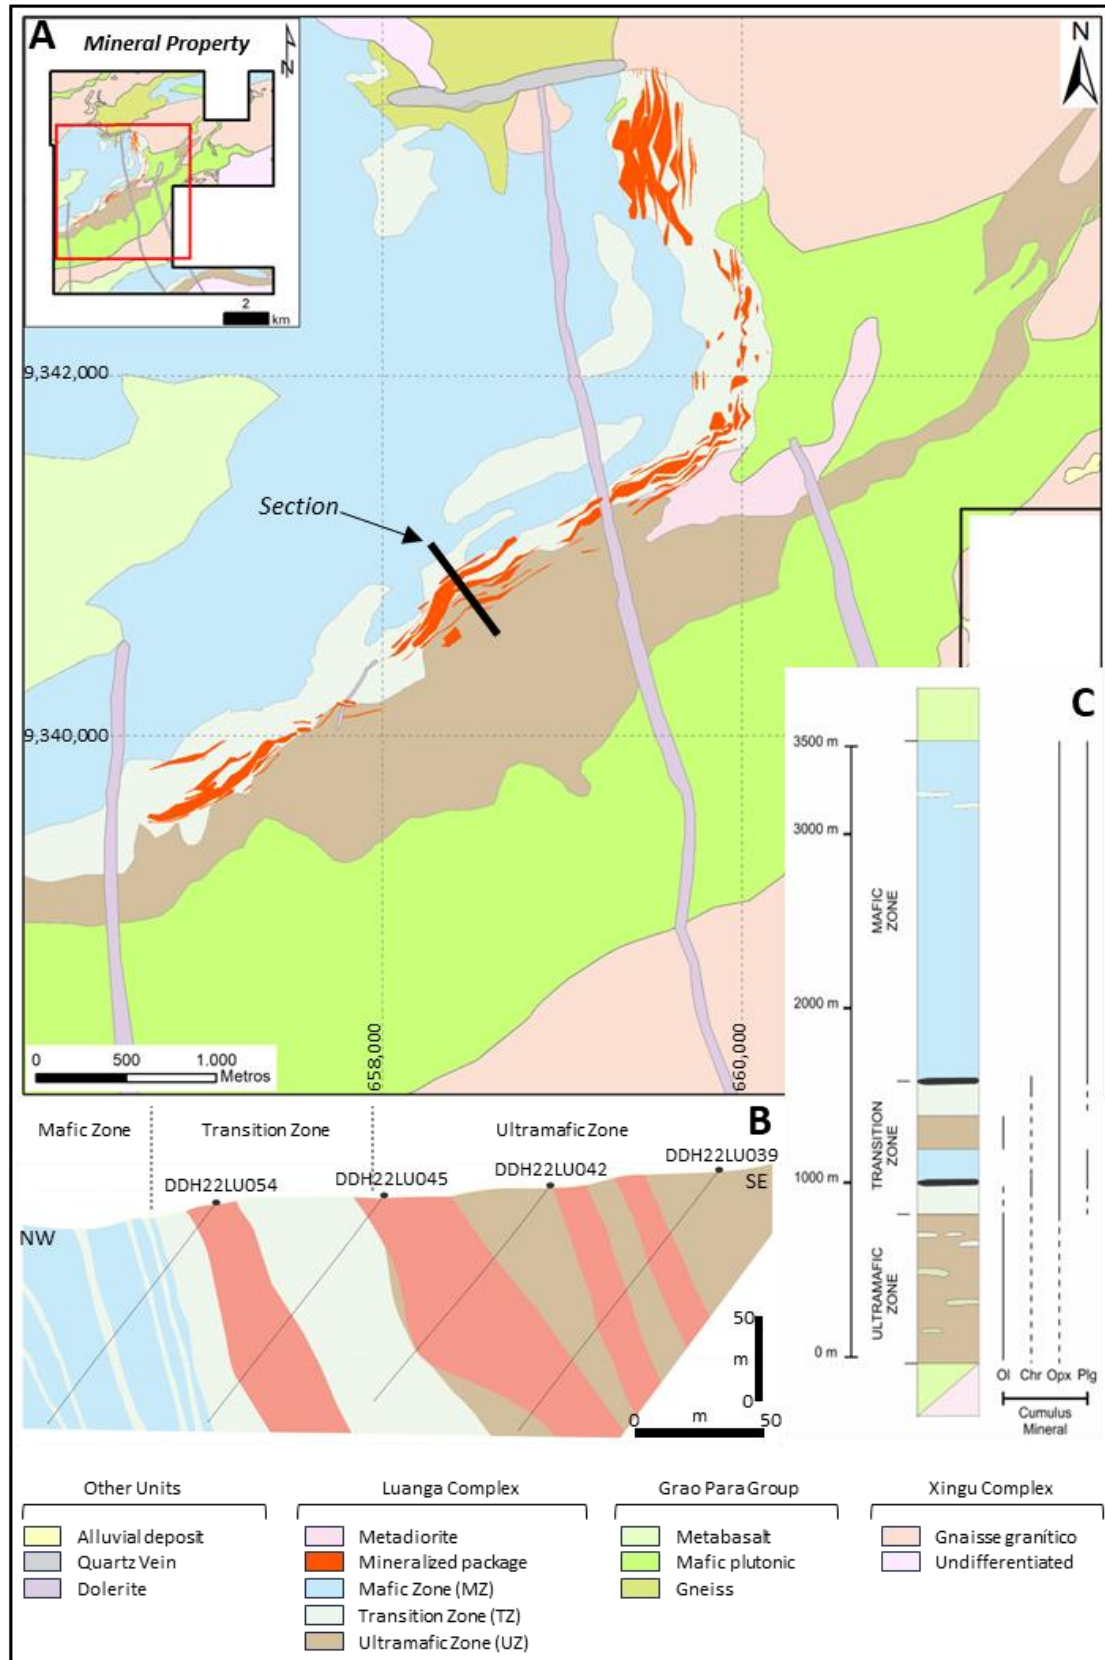 A
Mineral Property
N
2
km
N
9,342,000
Section
9,340,000
658,000
660,000
0 500 1.000
Metros
C
3500 m
3000 m
2000 m
1000 m
0 m
MAFIC ZONE
TRANSITION ZONE
ULTRAMAFIC ZONE
Ol Chr Opx Plg
Cumulus
Mineral
B
Mafic Zone Transition Zone Ultramafic Zone
DDH22LU054
DDH22LU045
DDH22LU042
DDH22LU039
NW
SE
50
m
0
0 m 50
Other Units
Alluvial deposit
Quartz Vein
Dolerite
Luanga Complex
Metadiorite
Mineralized package
Mafic Zone (MZ)
Transition Zone (TZ)
Ultramafic Zone (UZ)
Grao Para Group
Metabasalt
Mafic plutonic
Gneiss
Xingu Complex
Gnaisse granítico
Undifferentiated